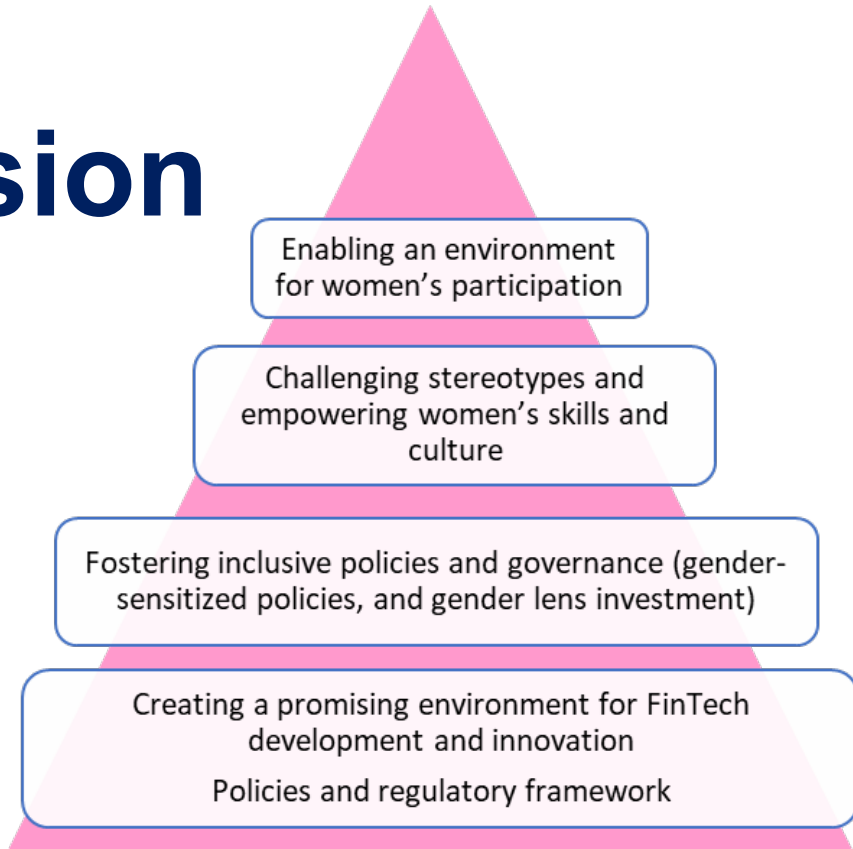 sion
Enabling an environment
for women’s participation
Challenging stereotypes and
empowering women’s skills and
culture
Fostering inclusive policies and governance (gender-
sensitized policies, and gender lens investment)
Creating a promising environment for FinTech
development and innovation
Policies and regulatory framework